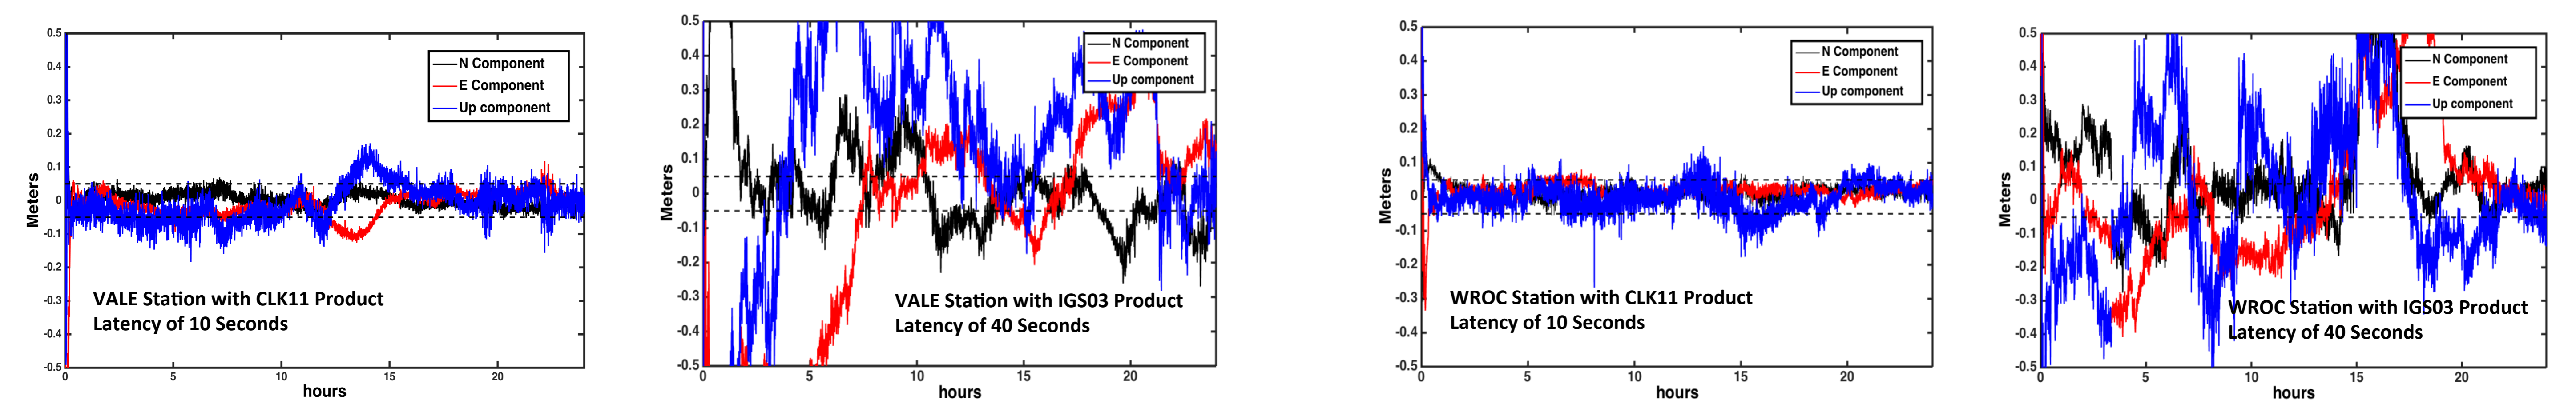 0.5
0.4
0.3
0.2
0.1
0
-0.1
-0.2
-0.3
-0.4
-0.5
Meters
0 5 10 15 20
hours
N Component
E Component
Up component
VALE Station with CLK11 Product
Latency of 10 Seconds
0.5
0.4
0.3
0.2
0.1
0
-0.1
-0.2
-0.3
-0.4
-0.5
Meters
0 5 10 15 20
hours
N Component
E Component
Up component
VALE Station with IGS03 Product
Latency of 40 Seconds
0.5
0.4
0.3
0.2
0.1
0
-0.1
-0.2
-0.3
-0.4
-0.5
Meters
0 5 10 15 20
hours
N Component
E Component
Up component
WROC Station with CLK11 Product
Latency of 10 Seconds
0.5
0.4
0.3
0.2
0.1
0
-0.1
-0.2
-0.3
-0.4
-0.5
Meters
0 5 10 15 20
hours
N Component
E Component
Up component
WROC Station with IGS03 Product
Latency of 40 Seconds